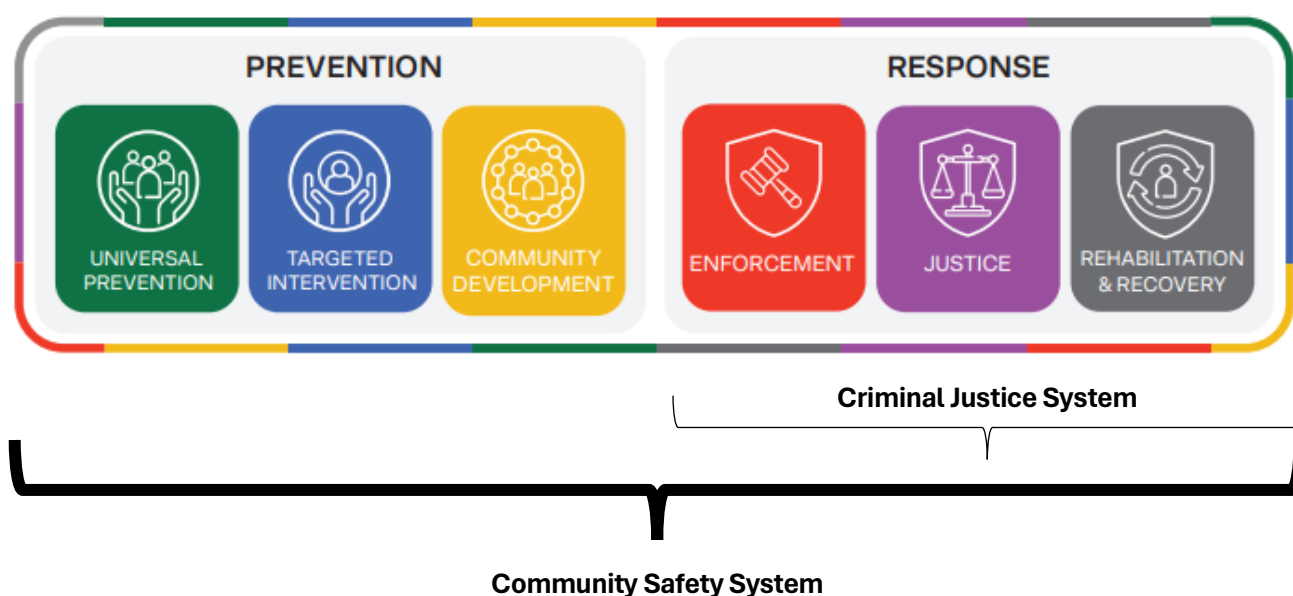 PREVENTION
UNIVERSAL
PREVENTION
TARGETED
INTERVENTION
COMMUNITY
DEVELOPMENT
RESPONSE
ENFORCEMENT
JUSTICE
REHABILITATION
& RECOVERY
Criminal Justice System
Community Safety System